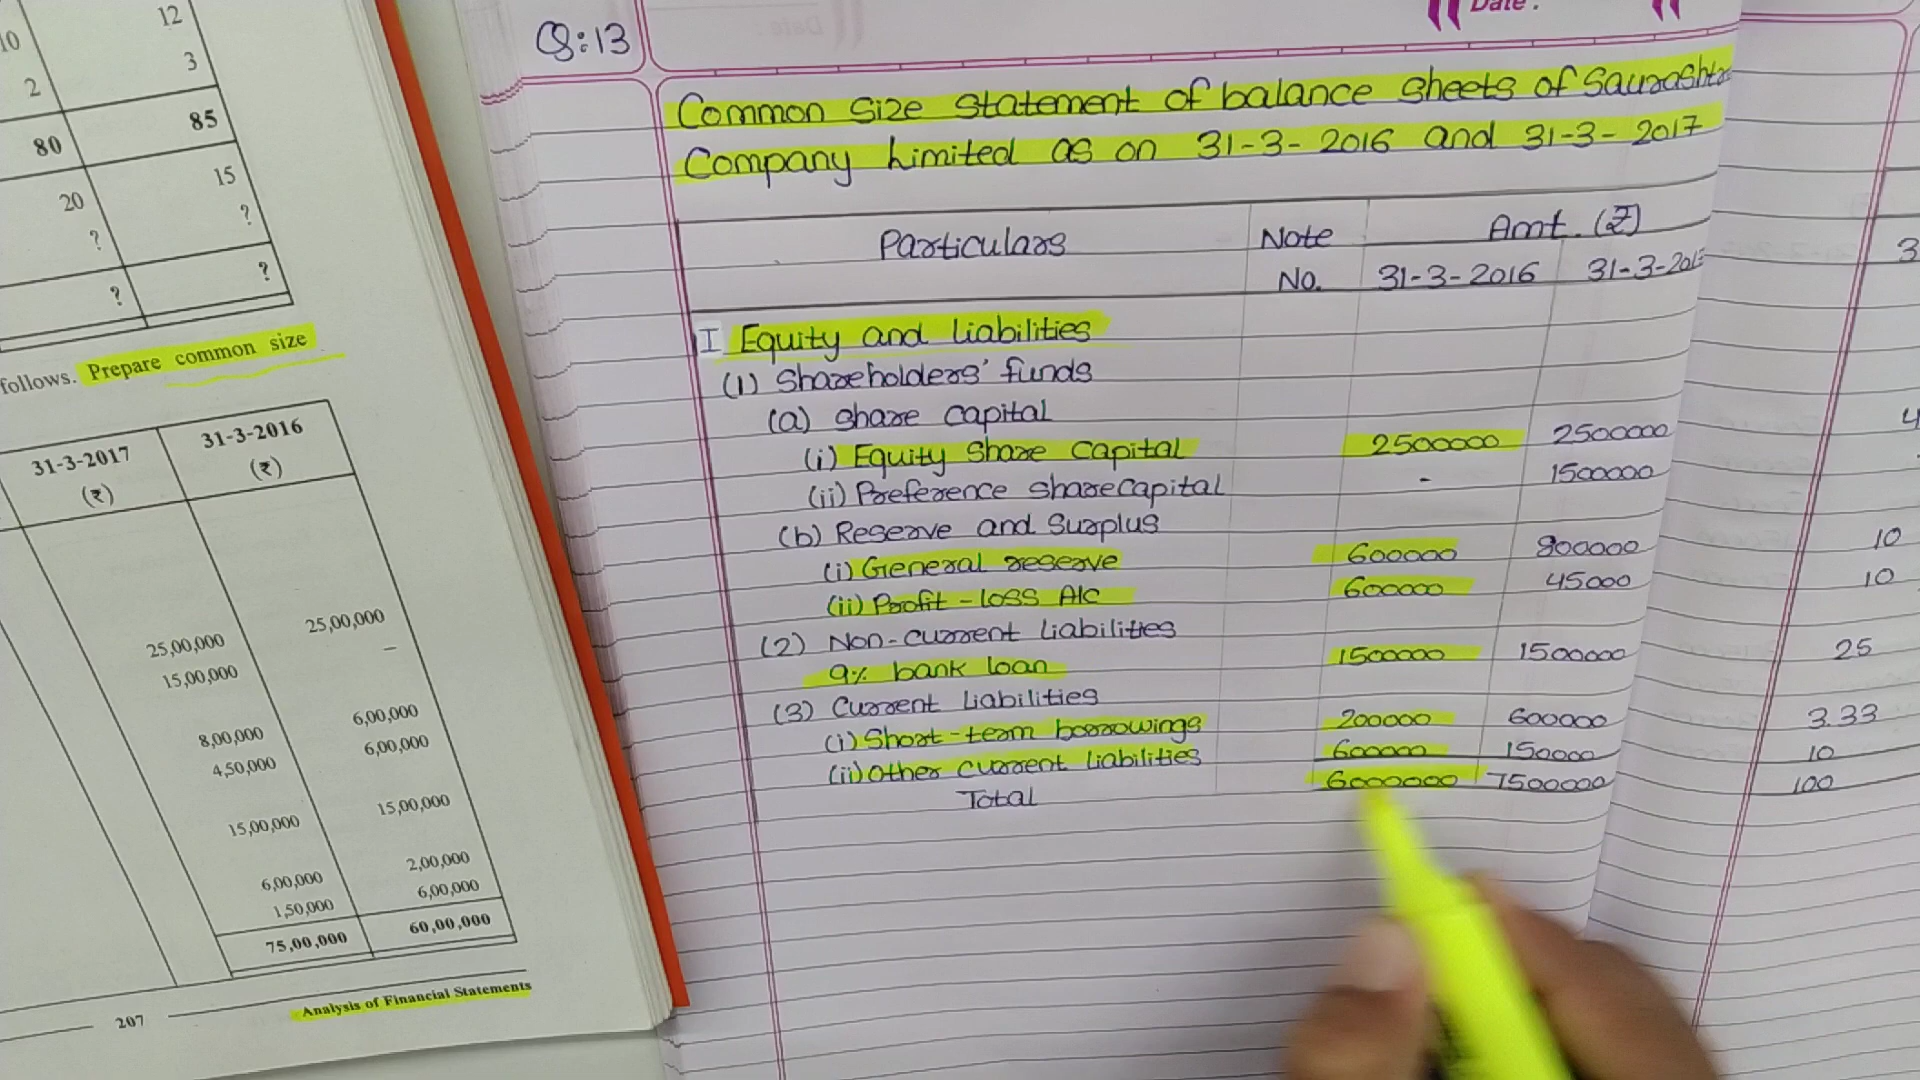 10 12
2 3
80 85
20 15
? ?
? ?
follows. Prepare common size
31-3-2017 31-3-2016
(₹) (₹)
25,00,000 25,00,000
15,00,000 –
8,00,000 6,00,000
4,50,000 6,00,000
15,00,000 15,00,000
6,00,000 2,00,000
1,50,000 6,00,000
75,00,000 60,00,000
207 Analysis of Financial Statements
Q:13
Date :
Common size statement of balance sheets of Saurashtra
Company Limited as on 31-3-2016 and 31-3-2017
Particulars Note Amt. (₹)
No. 31-3-2016 31-3-201
I Equity and liabilities
(1) Shareholders' funds
(a) Share capital
(i) Equity Share Capital 2500000 2500000
(ii) Preference share capital - 1500000
(b) Reserve and Surplus
(i) General reserve 600000 800000 10
(ii) Profit - loss A/c 600000 45000 10
(2) Non-current Liabilities
9% bank loan 1500000 1500000 25
(3) Current Liabilities
(i) Short-term borrowings 200000 600000 3.33
(ii) Other current Liabilities 600000 150000 10
Total 6000000 7500000 100